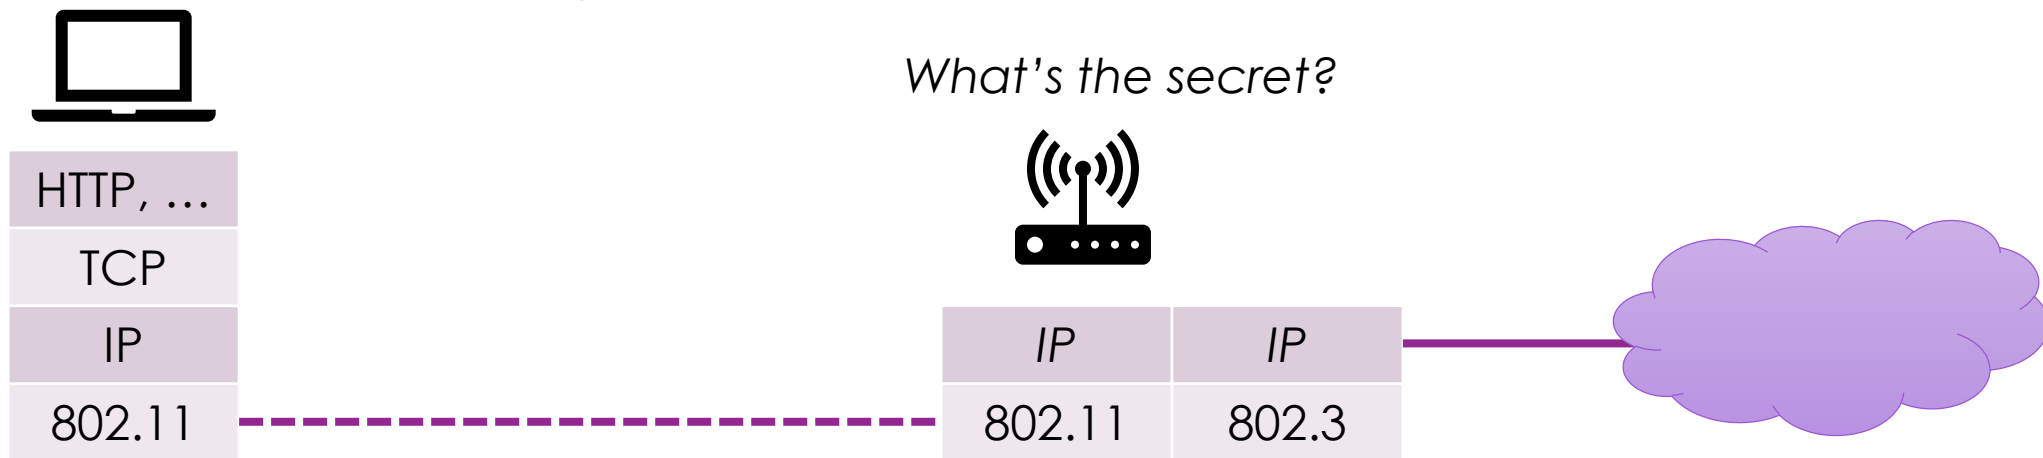 What's the secret?
HTTP, …
TCP
IP
802.11
IP IP
802.11 802.3